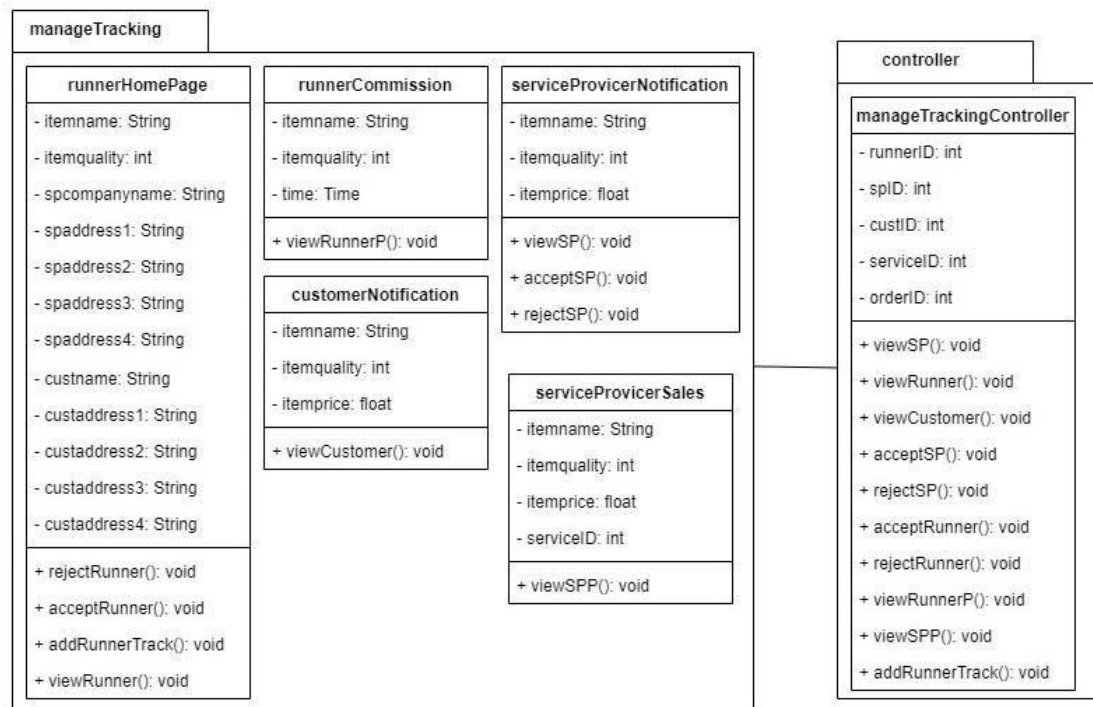 manageTracking
runnerHomePage
- itemname: String
- itemquality: int
- spcompanyname: String
- spaddress1: String
- spaddress2: String
- spaddress3: String
- spaddress4: String
- custname: String
- custaddress1: String
- custaddress2: String
- custaddress3: String
- custaddress4: String
+ rejectRunner(): void
+ acceptRunner(): void
+ addRunnerTrack(): void
+ viewRunner(): void
runnerCommission
- itemname: String
- itemquality: int
- time: Time
+ viewRunnerP(): void
customerNotification
- itemname: String
- itemquality: int
- itemprice: float
+ viewCustomer(): void
serviceProvicerNotification
- itemname: String
- itemquality: int
- itemprice: float
+ viewSP(): void
+ acceptSP(): void
+ rejectSP(): void
serviceProvicerSales
- itemname: String
- itemquality: int
- itemprice: float
- serviceID: int
+ viewSPP(): void
controller
manageTrackingController
- runnerID: int
- spID: int
- custID: int
- serviceID: int
- orderID: int
+ viewSP(): void
+ viewRunner(): void
+ viewCustomer(): void
+ acceptSP(): void
+ rejectSP(): void
+ acceptRunner(): void
+ rejectRunner(): void
+ viewRunnerP(): void
+ viewSPP(): void
+ addRunnerTrack(): void